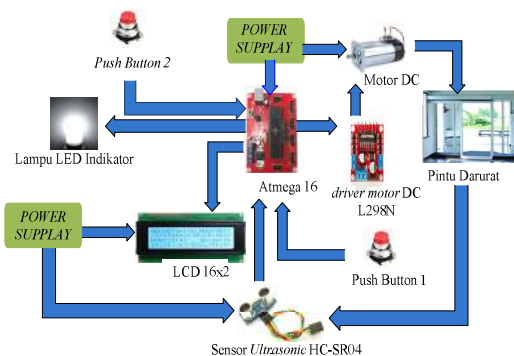 POWER
SUPPLAY
Push Button 2
Motor DC
Lampu LED Indikator
Atmega 16
driver motor DC
L298N
Pintu Darurat
POWER
SUPPLAY
LCD 16x2
Push Button 1
Sensor Ultrasonic HC-SR04